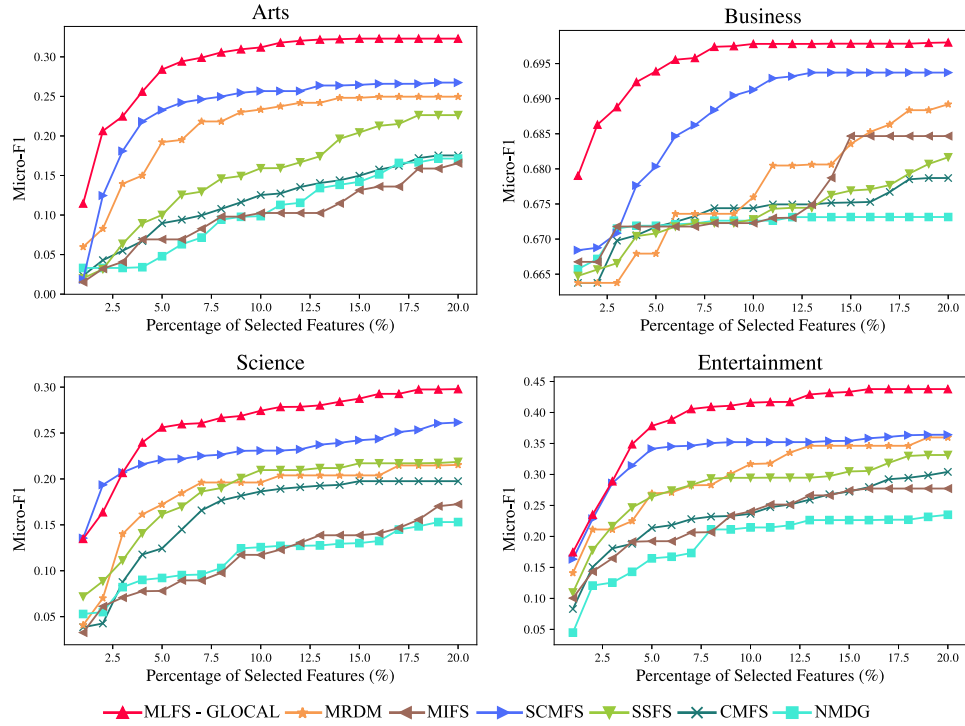 Arts
0.30
0.25
0.20
0.15
0.10
0.05
0.00
Micro-F1
2.5 5.0 7.5 10.0 12.5 15.0 17.5 20.0
Percentage of Selected Features (%)
Business
0.695
0.690
0.685
0.680
0.675
0.670
0.665
Micro-F1
2.5 5.0 7.5 10.0 12.5 15.0 17.5 20.0
Percentage of Selected Features (%)
Science
0.30
0.25
0.20
0.15
0.10
0.05
Micro-F1
2.5 5.0 7.5 10.0 12.5 15.0 17.5 20.0
Percentage of Selected Features (%)
Entertainment
0.45
0.40
0.35
0.30
0.25
0.20
0.15
0.10
0.05
Micro-F1
2.5 5.0 7.5 10.0 12.5 15.0 17.5 20.0
Percentage of Selected Features (%)
MLFS - GLOCAL MRDM MIFS SCMFS SSFS CMFS NMDG